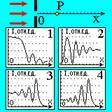 P
0 x
I,отн.ед. 1
x
I,отн.ед. 2
x
I,отн.ед. 3
x
I,отн.ед. 4
x